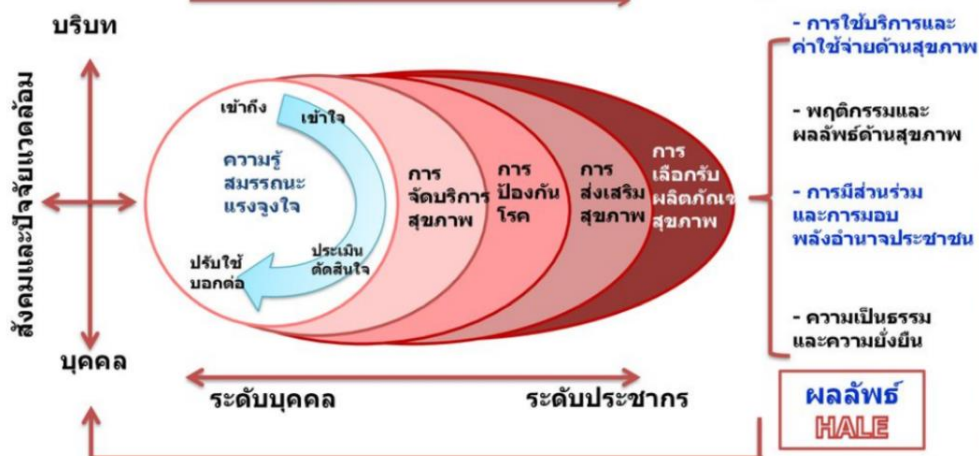 บริบท
สังคมและปัจจัยแวดล้อม
บุคคล
เข้าถึง
เข้าใจ
ความรู้
สมรรถนะ
แรงจูงใจ
ประเมิน
ตัดสินใจ
ปรับใช้
บอกต่อ
การ
จัดบริการ
สุขภาพ
การ
ป้องกัน
โรค
การ
ส่งเสริม
สุขภาพ
การ
เลือกรับ
ผลิตภัณฑ์
สุขภาพ
ระดับบุคคล
ระดับประชากร
- การใช้บริการและ
ค่าใช้จ่ายด้านสุขภาพ
- พฤติกรรมและ
ผลลัพธ์ด้านสุขภาพ
- การมีส่วนร่วม
และการมอบ
พลังอำนาจประชาชน
- ความเป็นธรรม
และความยั่งยืน
ผลลัพธ์
HALE